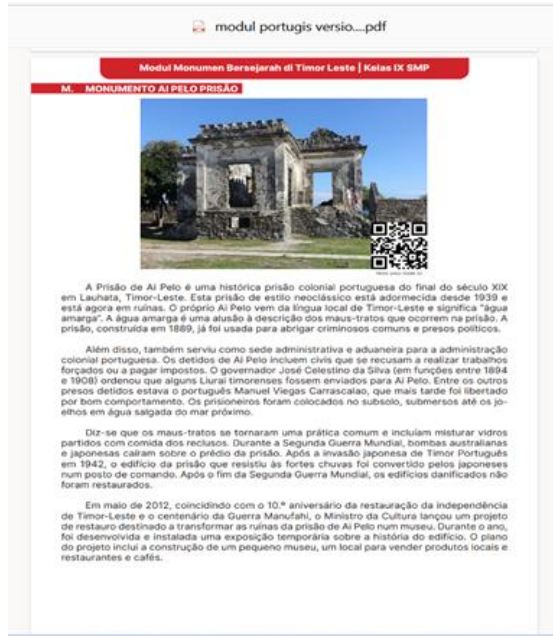 modul portugis versio....pdf
Modul Monumen Bersejarah di Timor Leste | Kelas IX SMP
M. MONUMENTO AI PELO PRISÃO
A Prisão de Ai Pelo é uma histórica prisão colonial portuguesa do final do século XIX
em Lauhata, Timor-Leste. Esta prisão de estilo neoclássico está adormecida desde 1939 e
está agora em ruínas. O próprio Ai Pelo vem da língua local de Timor-Leste e significa "água
amarga". A água amarga é uma alusão à descrição dos maus-tratos que ocorrem na prisão. A
prisão, construída em 1889, já foi usada para abrigar criminosos comuns e presos políticos.
Além disso, também serviu como sede administrativa e aduaneira para a administração
colonial portuguesa. Os detidos de Ai Pelo incluem civis que se recusam a realizar trabalhos
forçados ou a pagar impostos. O governador José Celestino da Silva (em funções entre 1894
e 1908) ordenou que alguns Liurai timorenses fossem enviados para Ai Pelo. Entre os outros
presos detidos estava o português Manuel Viegas Carrascalao, que mais tarde foi libertado
por bom comportamento. Os prisioneiros foram colocados no subsolo, submersos até os jo-
elhos em água salgada do mar próximo.
Diz-se que os maus-tratos se tornaram uma prática comum e incluíam misturar vidros
partidos com comida dos reclusos. Durante a Segunda Guerra Mundial, bombas australianas
e japonesas caíram sobre o prédio da prisão. Após a invasão japonesa de Timor Português
em 1942, o edifício da prisão que resistiu às fortes chuvas foi convertido pelos japoneses
num posto de comando. Após o fim da Segunda Guerra Mundial, os edifícios danificados não
foram restaurados.
Em maio de 2012, coincidindo com o 10.º aniversário da restauração da independência
de Timor-Leste e o centenário da Guerra Manufahi, o Ministro da Cultura lançou um projeto
de restauro destinado a transformar as ruínas da prisão de Ai Pelo num museu. Durante o ano,
foi desenvolvida e instalada uma exposição temporária sobre a história do edifício. O plano
do projeto inclui a construção de um pequeno museu, um local para vender produtos locais e
restaurantes e cafés.